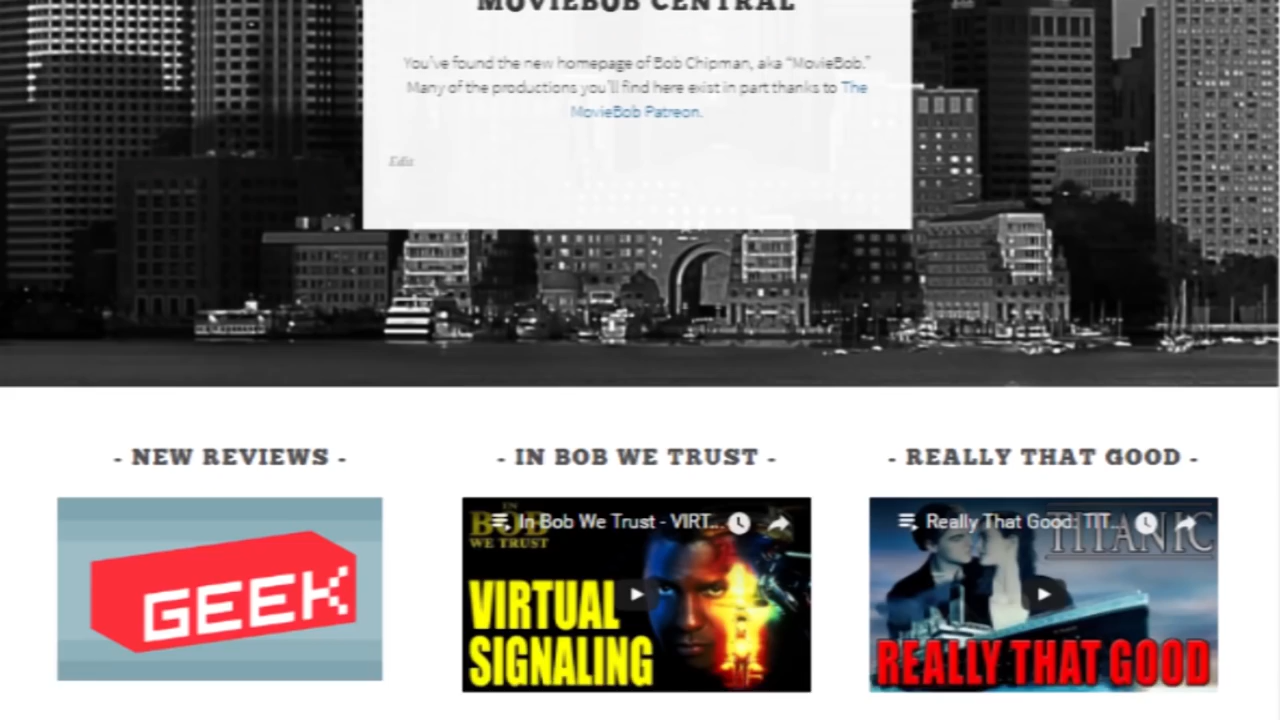 MOVIEBOB CENTRAL
You've found the new homepage of Bob Chipman, aka "MovieBob."
Many of the productions you'll find here exist in part thanks to The
MovieBob Patreon.
Edit
- NEW REVIEWS -
- IN BOB WE TRUST -
- REALLY THAT GOOD -
GEEK
IN
BOB
WE TRUST
In Bob We Trust - VIRT...
VIRTUAL
SIGNALING
Really That Good: TIT...
TITANIC
REALLY THAT GOOD